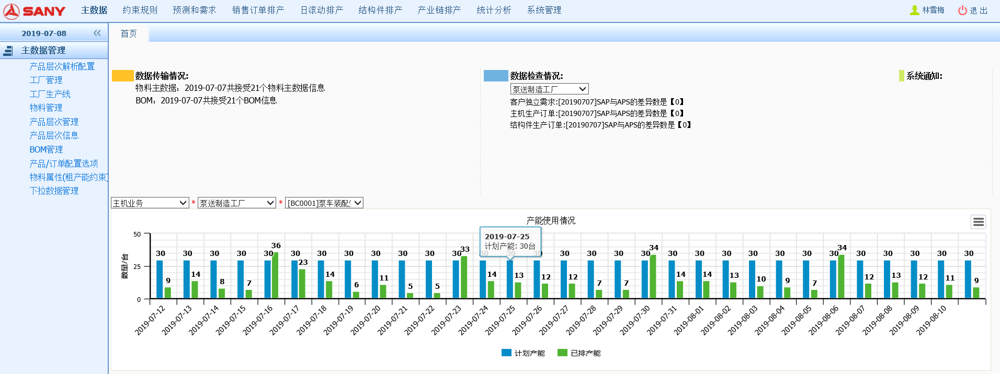 SANY 主数据 约束规则 预测和需求 销售订单排产 日滚动排产 结构件排产 产业链排产 统计分析 系统管理 林雪梅 退 出
2019-07-08
首页
主数据管理
产品层次解析配置
工厂管理
工厂生产线
物料管理
产品层次管理
产品层次信息
BOM管理
产品/订单配置选项
物料属性(粗产能约束)
下拉数据管理
数据传输情况:
物料主数据：2019-07-07共接受21个物料主数据信息
BOM：2019-07-07共接受21个BOM信息
数据检查情况:
泵送制造工厂
客户独立需求:[20190707]SAP与APS的差异数是【0】
主机生产订单:[20190707]SAP与APS的差异数是【0】
结构件生产订单:[20190707]SAP与APS的差异数是【0】
系统通知:
主机业务 * 泵送制造工厂 * [BC0001]泵车装配
产能使用情况
2019-07-25
计划产能: 30台
数量/台
50
25
0
30 30 30 30 30 30 30 30 30 30 30 30 30 30 30 30 30 30 30 30 30 30 30 30 30 30 30 30 30 30 30
9 14 8 7 36 23 14 6 11 5 5 33 14 13 12 12 7 7 34 14 14 13 10 9 7 34 12 13 12 11 9
2019-07-12 2019-07-13 2019-07-14 2019-07-15 2019-07-16 2019-07-17 2019-07-18 2019-07-19 2019-07-20 2019-07-21 2019-07-22 2019-07-23 2019-07-24 2019-07-25 2019-07-26 2019-07-27 2019-07-28 2019-07-29 2019-07-30 2019-07-31 2019-08-01 2019-08-02 2019-08-03 2019-08-04 2019-08-05 2019-08-06 2019-08-07 2019-08-08 2019-08-09 2019-08-10
计划产能 已排产能